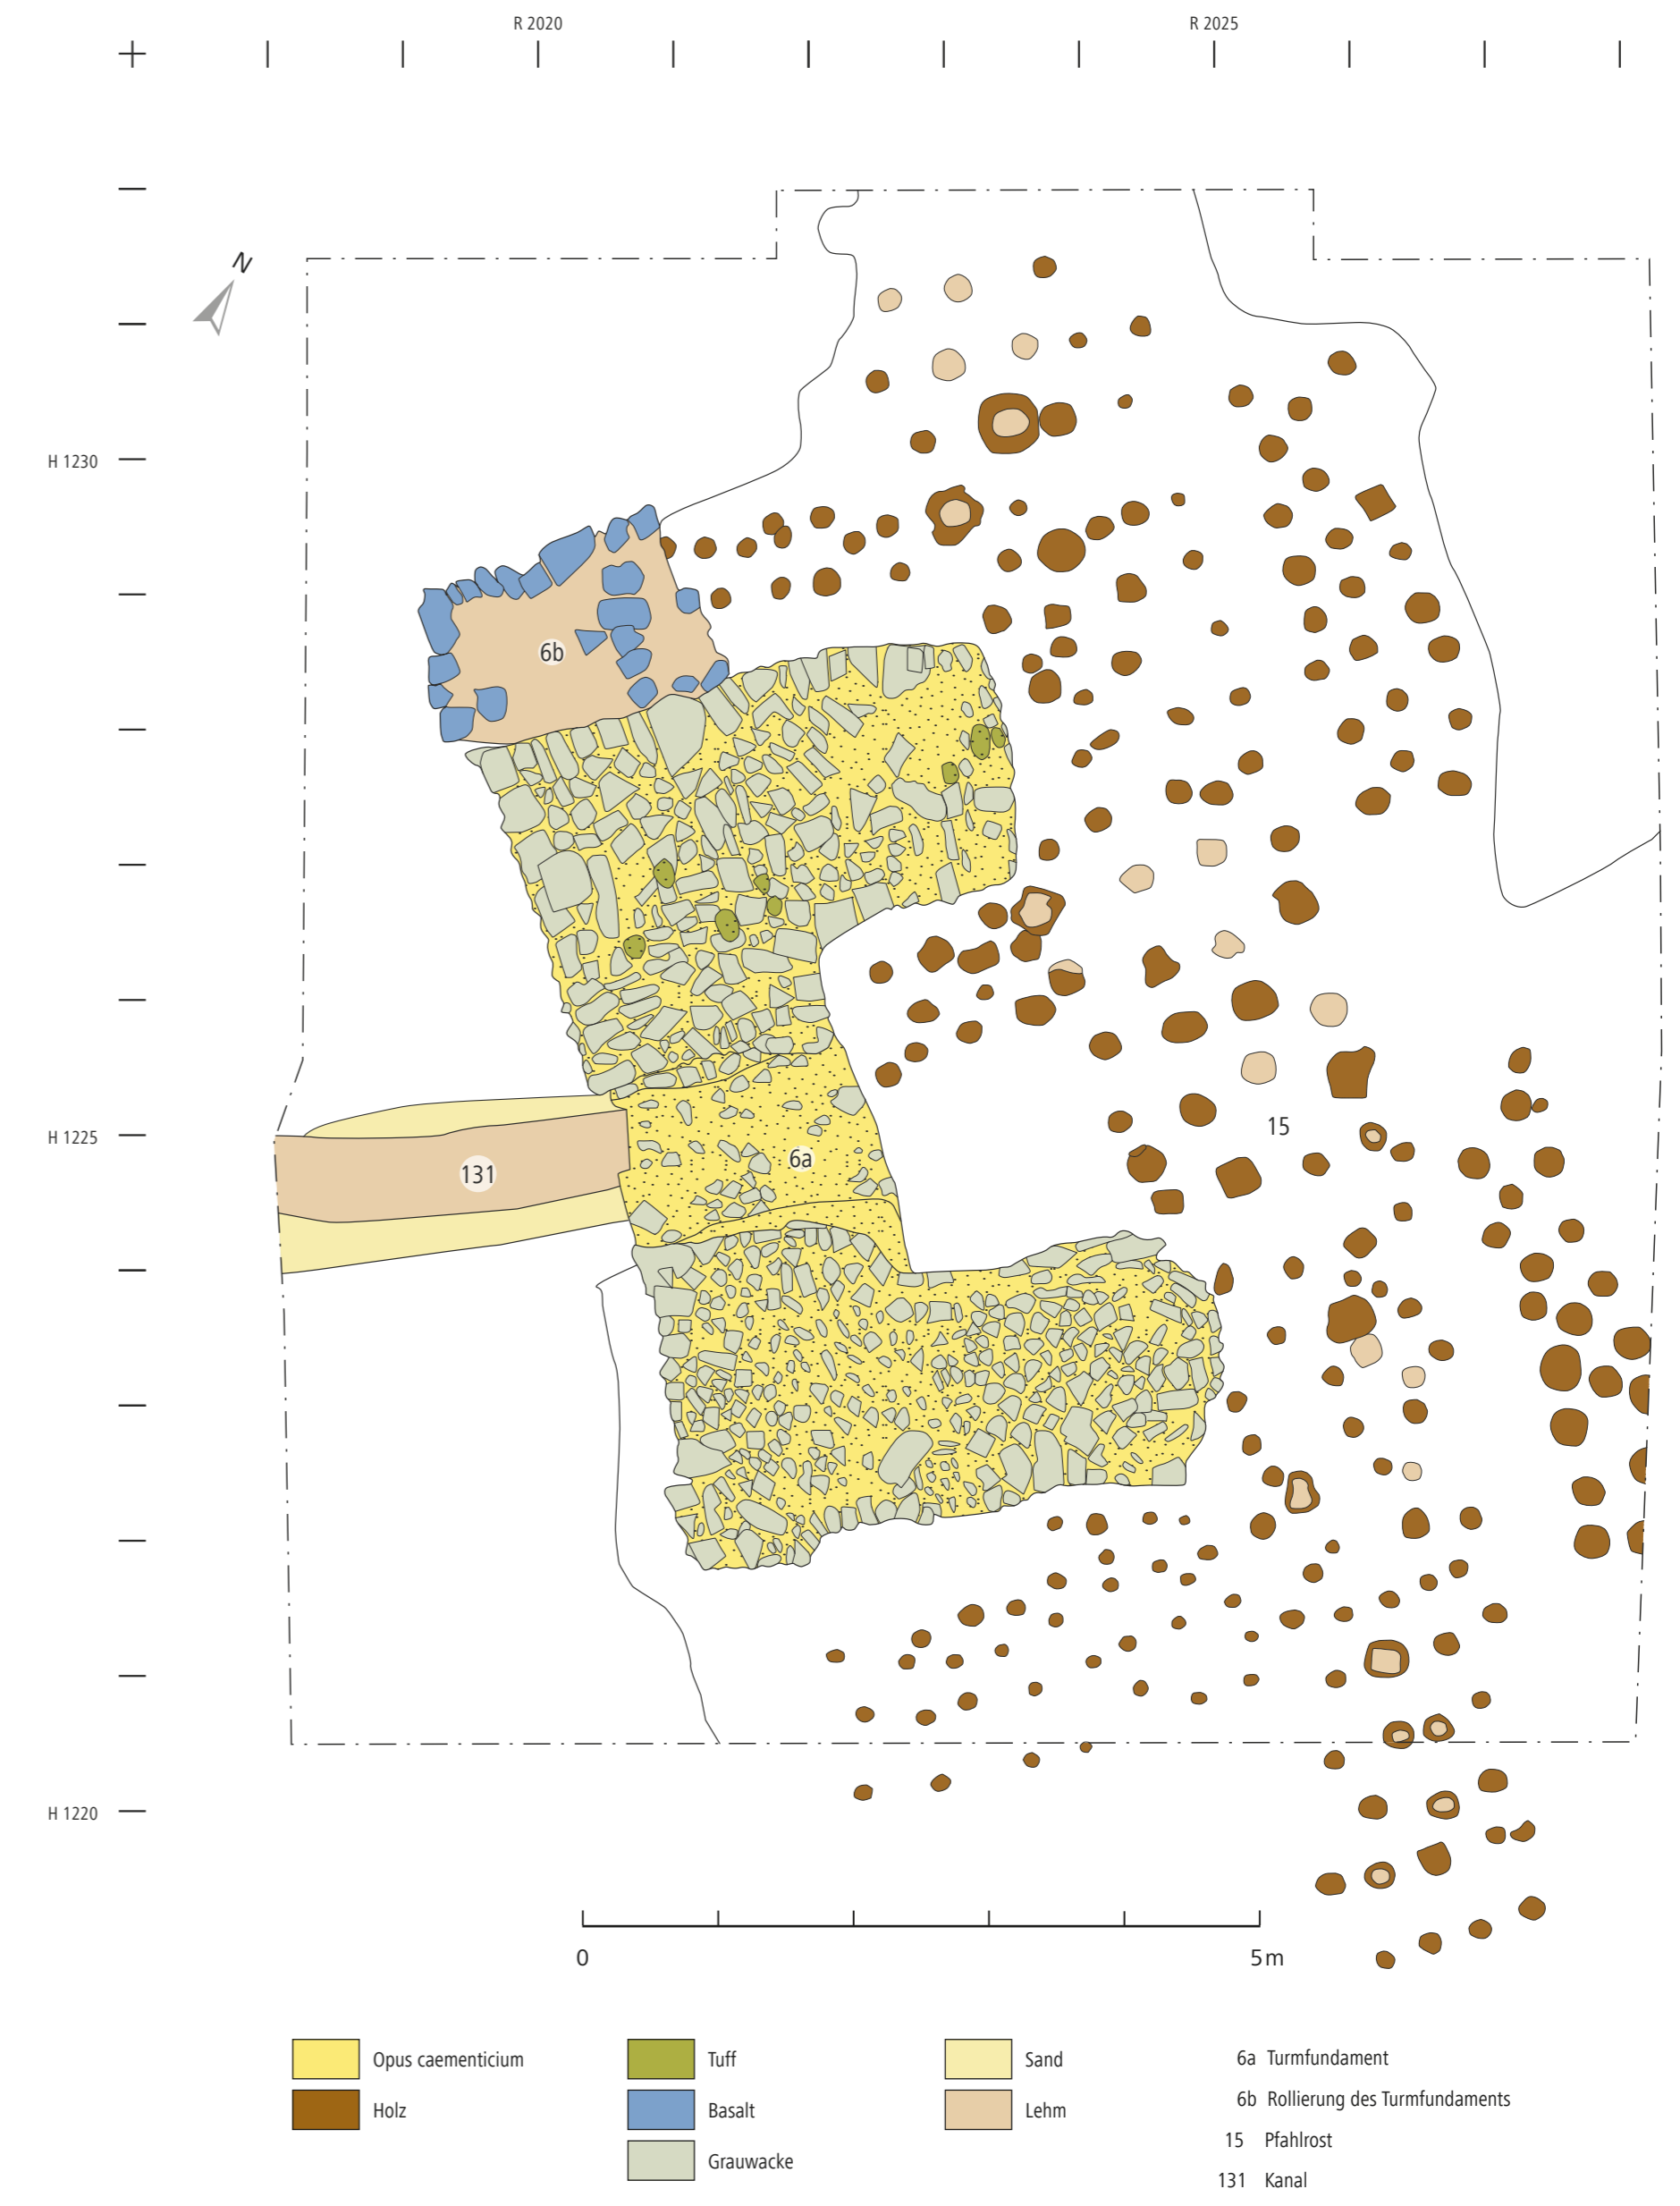 R 2020
R 2025
N
H 1230
6b
H 1225
15
6a
131
H 1220
0
5 m
Opus caementicium
Holz
Tuff
Basalt
Grauwacke
Sand
Lehm
6a Turmfundament
6b Rollierung des Turmfundaments
15 Pfahlrost
131 Kanal